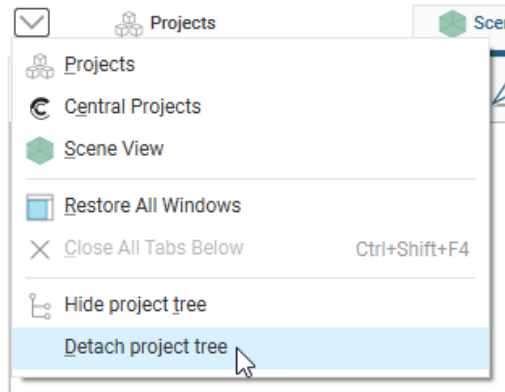 Projects
Sce
Projects
Central Projects
Scene View
Restore All Windows
Close All Tabs Below Ctrl+Shift+F4
Hide project tree
Detach project tree